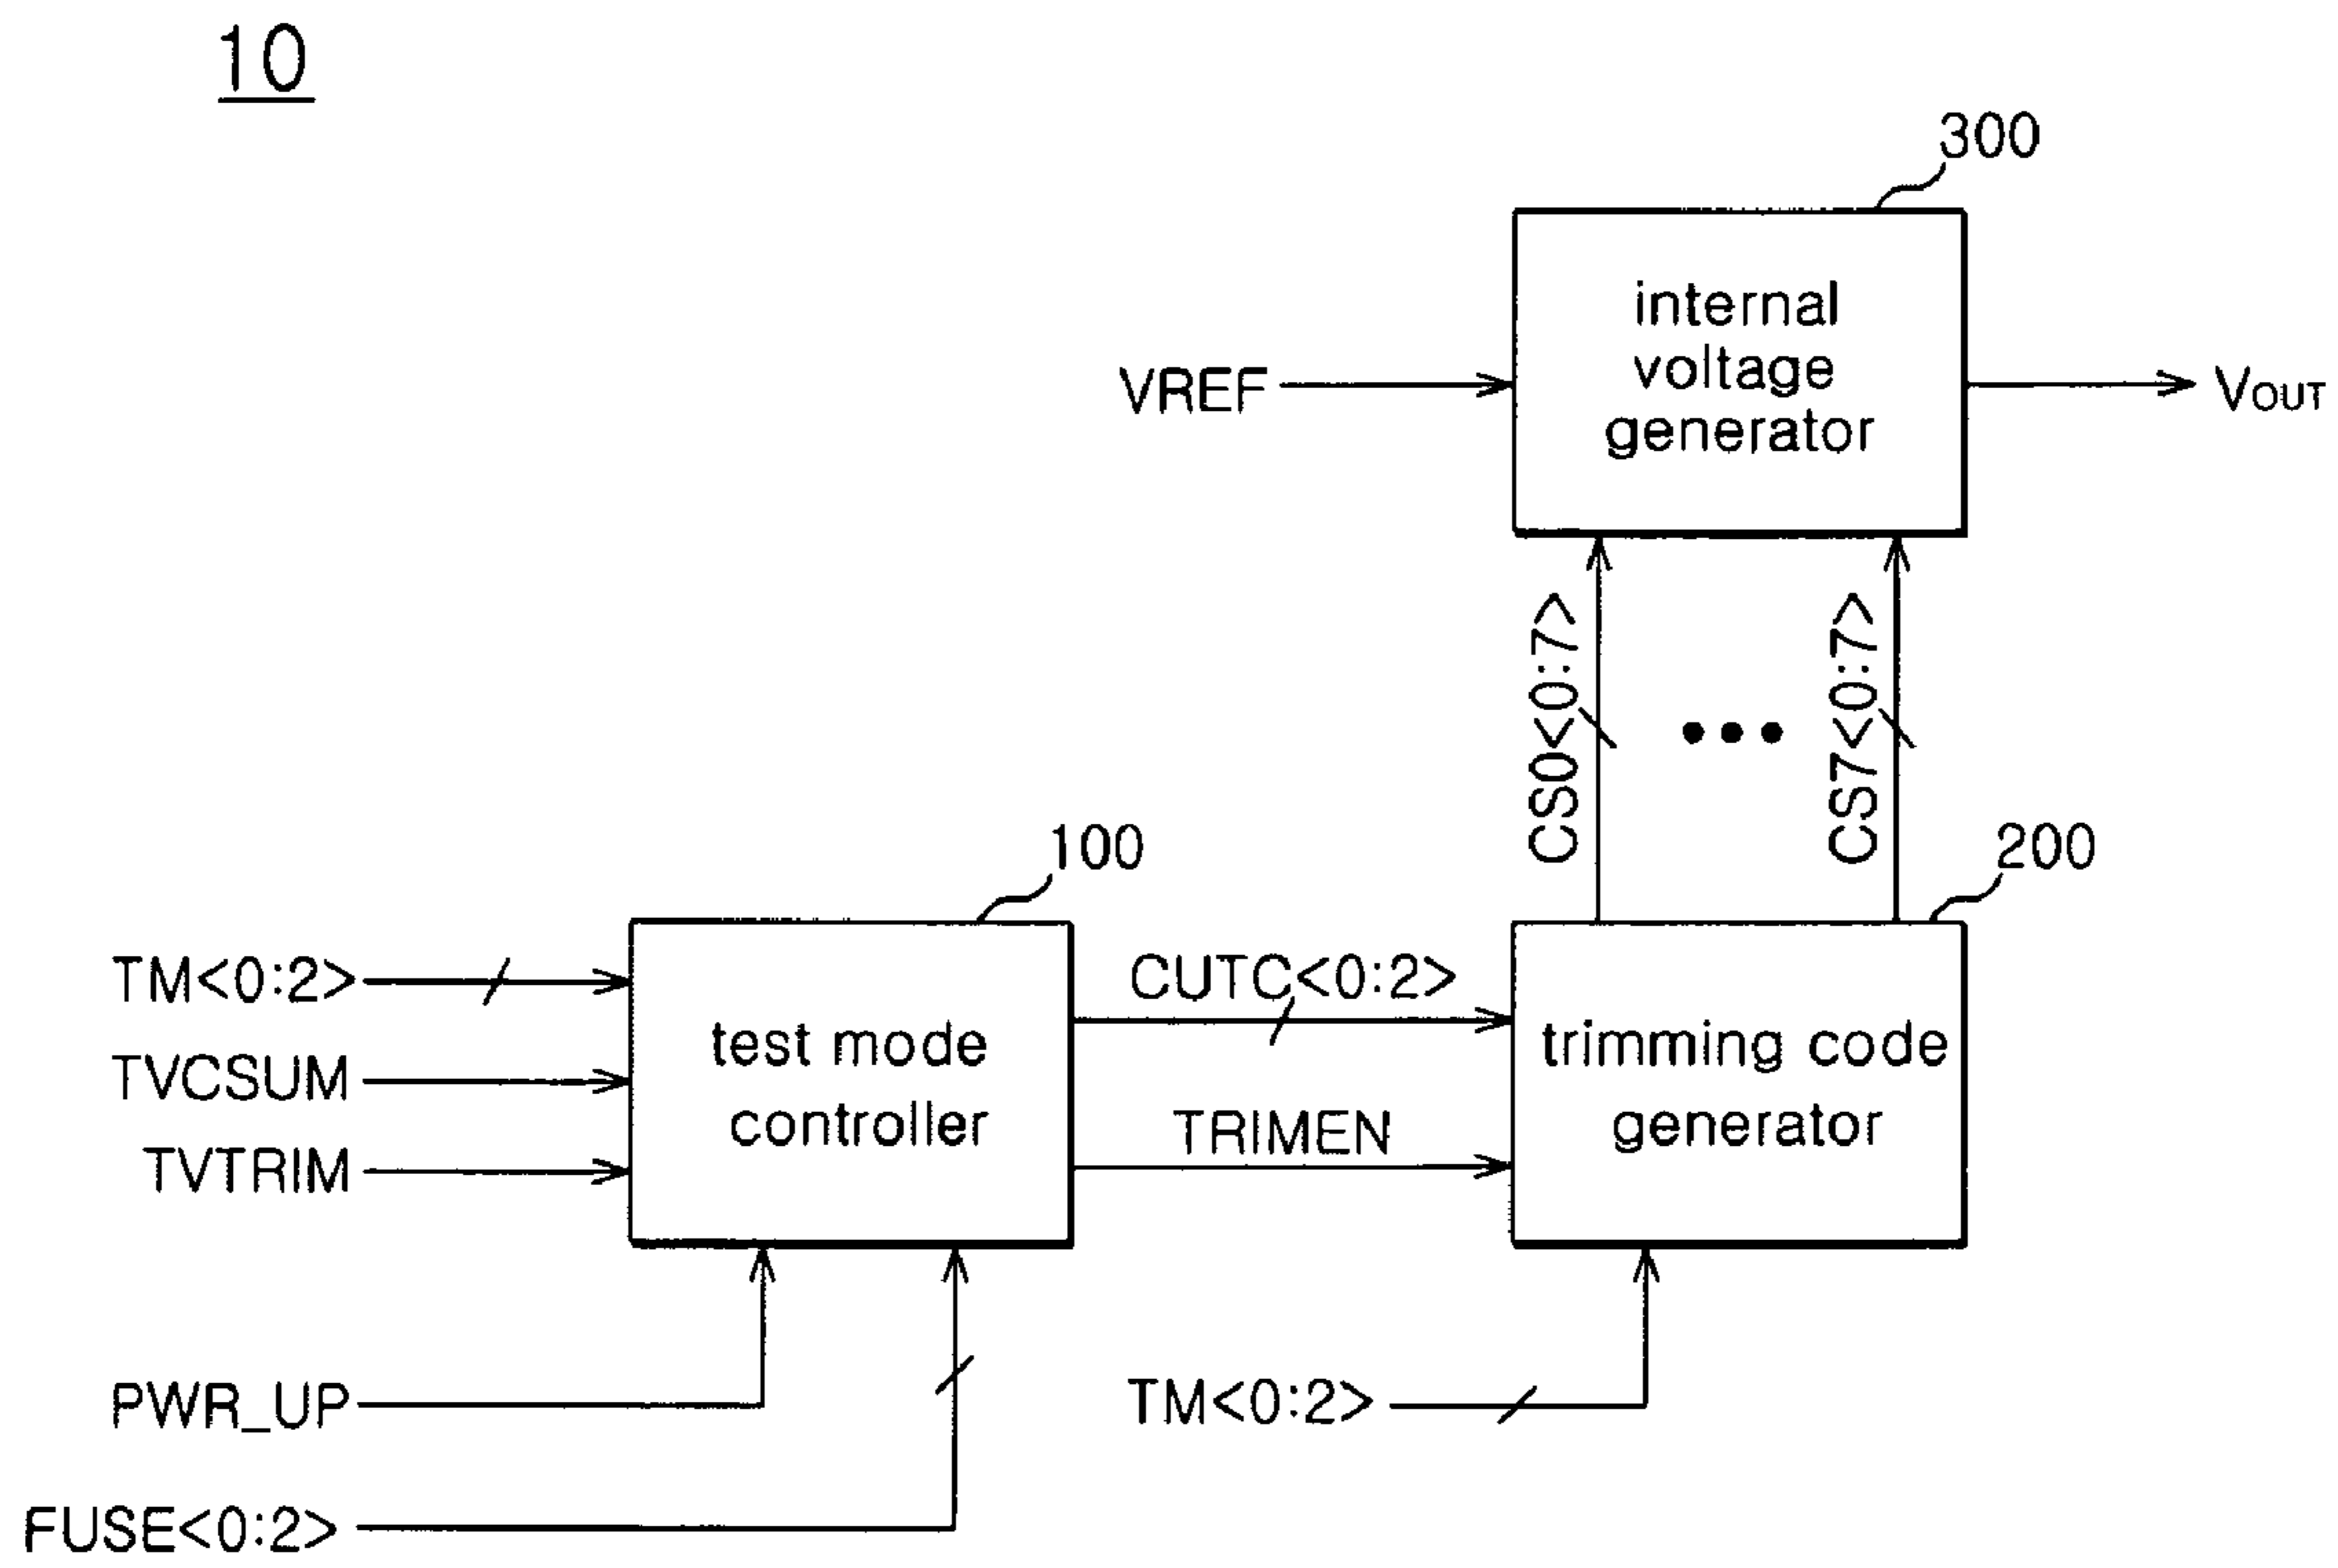 10
300
internal
voltage
generator
VREF
VOUT
CS0<0:7>
CS7<0:7>
100
200
TM<0:2>
TVCSUM
TVTRIM
test mode
controller
CUTC<0:2>
TRIMEN
trimming code
generator
PWR_UP
TM<0:2>
FUSE<0:2>